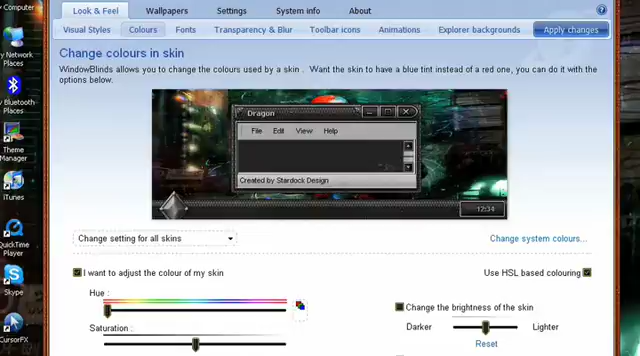 Computer
Look & Feel Wallpapers Settings System info About
Visual Styles Colours Fonts Transparency & Blur Toolbar icons Animations Explorer backgrounds Apply changes
Change colours in skin
WindowBlinds allows you to change the colours used by a skin . Want the skin to have a blue tint instead of a red one, you can do it with the
options below.
My Network
Places
My Bluetooth
Places
Theme
Manager
iTunes
QuickTime
Player
Skype
CursorFX
Dragon
File Edit View Help
Created by Stardock Design
12:34
Change setting for all skins
Change system colours...
I want to adjust the colour of my skin
Use HSL based colouring
Hue :
Change the brightness of the skin
Darker Lighter
Saturation :
Reset